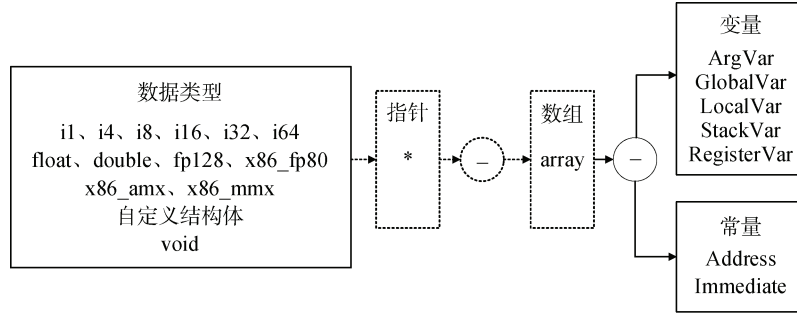 数据类型
i1、i4、i8、i16、i32、i64
float、double、fp128、x86_fp80
x86_amx、x86_mmx
自定义结构体
void
指针
*
–
数组
array
–
变量
ArgVar
GlobalVar
LocalVar
StackVar
RegisterVar
常量
Address
Immediate